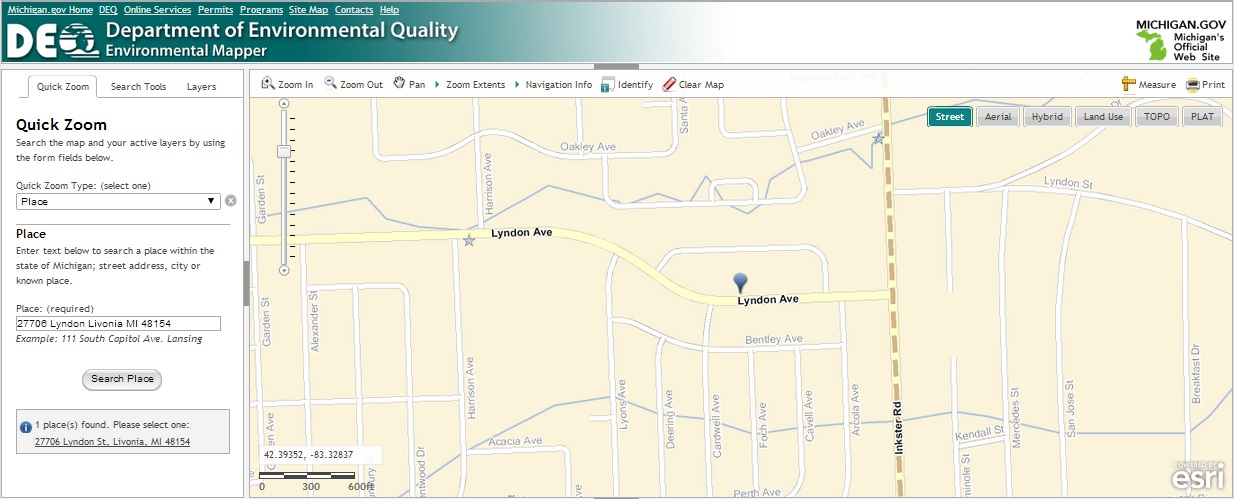 Michigan.gov Home DEQ Online Services Permits Programs Site Map Contacts Help
DEQ Department of Environmental Quality
Environmental Mapper
MICHIGAN.GOV
Michigan's
Official
Web Site
Quick Zoom Search Tools Layers
Zoom In Zoom Out Pan Zoom Extents Navigation Info Identify Clear Map Measure Print
Street Aerial Hybrid Land Use TOPO PLAT
Quick Zoom
Search the map and your active layers by using
the form fields below.
Quick Zoom Type: (select one)
Place
Place
Enter text below to search a place within the
state of Michigan; street address, city or
known place.
Place: (required)
27706 Lyndon Livonia MI 48154
Example: 111 South Capitol Ave. Lansing
Search Place
1 place(s) found. Please select one:
27706 Lyndon St, Livonia, MI 48154
Santa A
Dr
Oakley Ave
Oakley Ave
Garden St
Harrison Ave
Lyndon St
Lyndon Ave
Lyndon Ave
Garden St
Alexander St
Bentley Ave
Harrison Ave
Lyons Ave
Deering Ave
Cardwell Ave
Foch Ave
Cavell Ave
Arcola Ave
Inkster Rd
Mercedes St
San Jose St
Breakfast Dr
Kendall St
Acacia Ave
en Ave
bury
entwood Dr
minole St
Perth Ave
42.39352, -83.32837
0 300 600ft
POWERED BY
esri